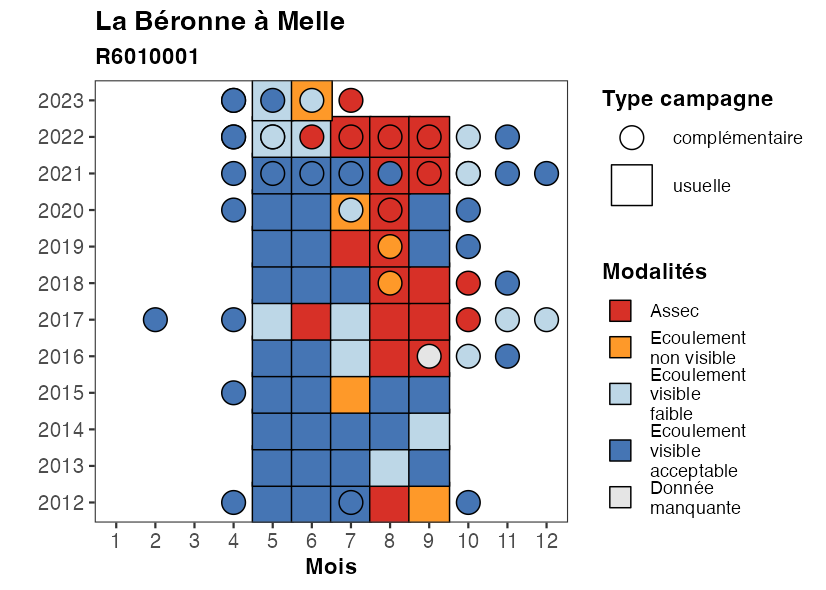 La Béronne à Melle
R6010001
2023
2022
2021
2020
2019
2018
2017
2016
2015
2014
2013
2012
1 2 3 4 5 6 7 8 9 10 11 12
Mois
Type campagne
complémentaire
usuelle
Modalités
Assec
Ecoulement
non visible
Ecoulement
visible
faible
Ecoulement
visible
acceptable
Donnée
manquante